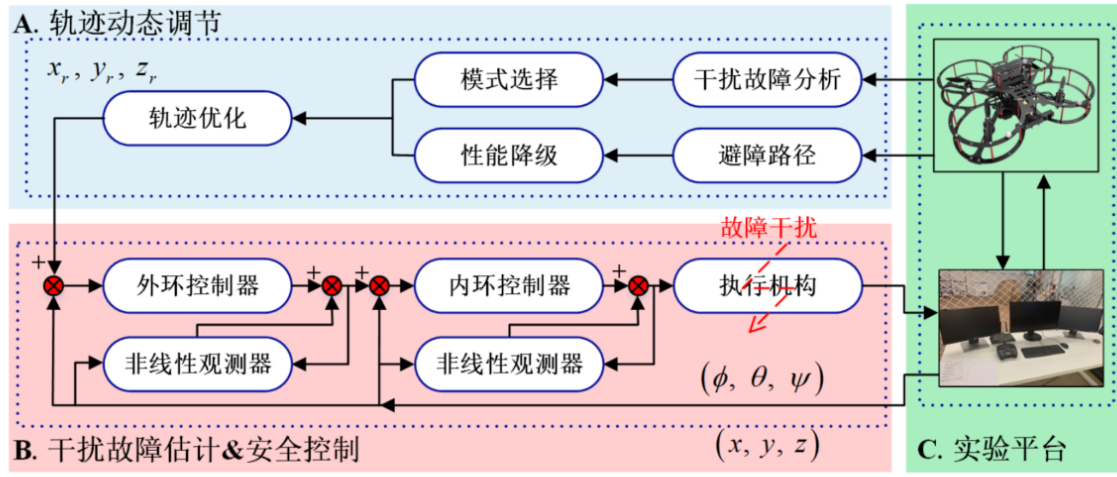 A. 轨迹动态调节
x_r, y_r, z_r
模式选择
干扰故障分析
轨迹优化
性能降级
避障路径
故障干扰
+
外环控制器
+
+
内环控制器
+
执行机构
非线性观测器
非线性观测器
(ϕ, θ, ψ)
(x, y, z)
B. 干扰故障估计&安全控制
C. 实验平台